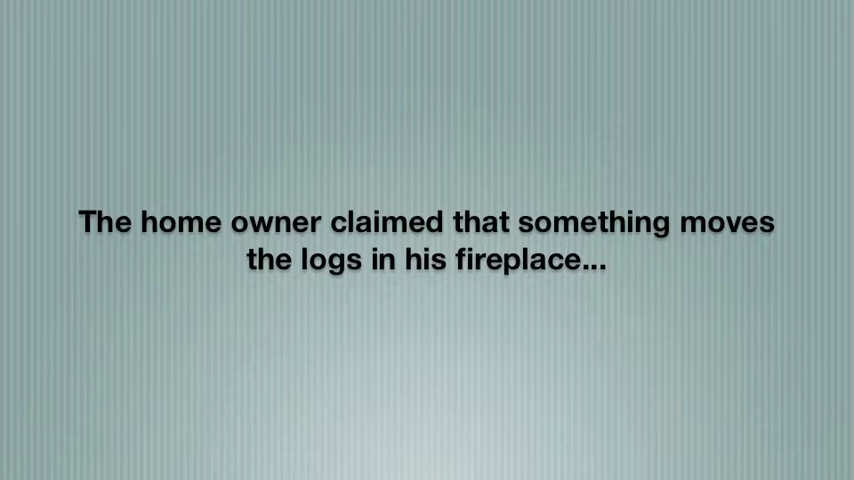 The home owner claimed that something moves
the logs in his fireplace...